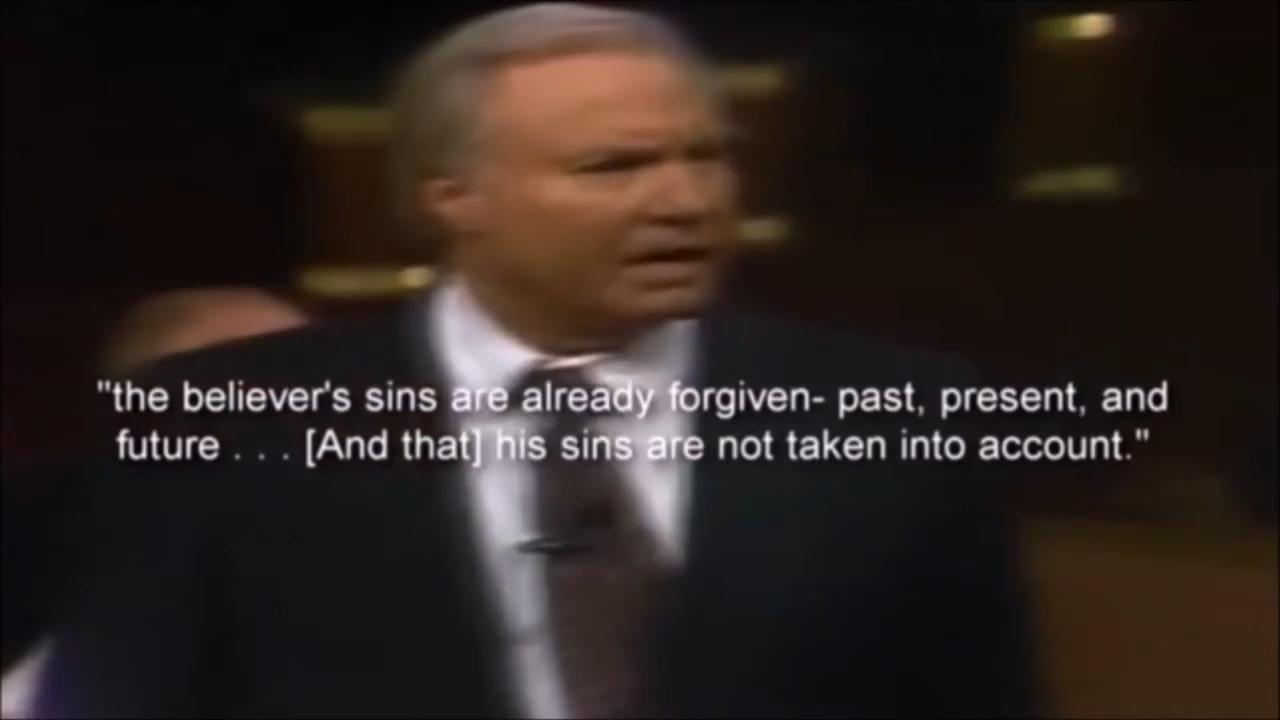 "the believer's sins are already forgiven- past, present, and
future . . . [And that] his sins are not taken into account."